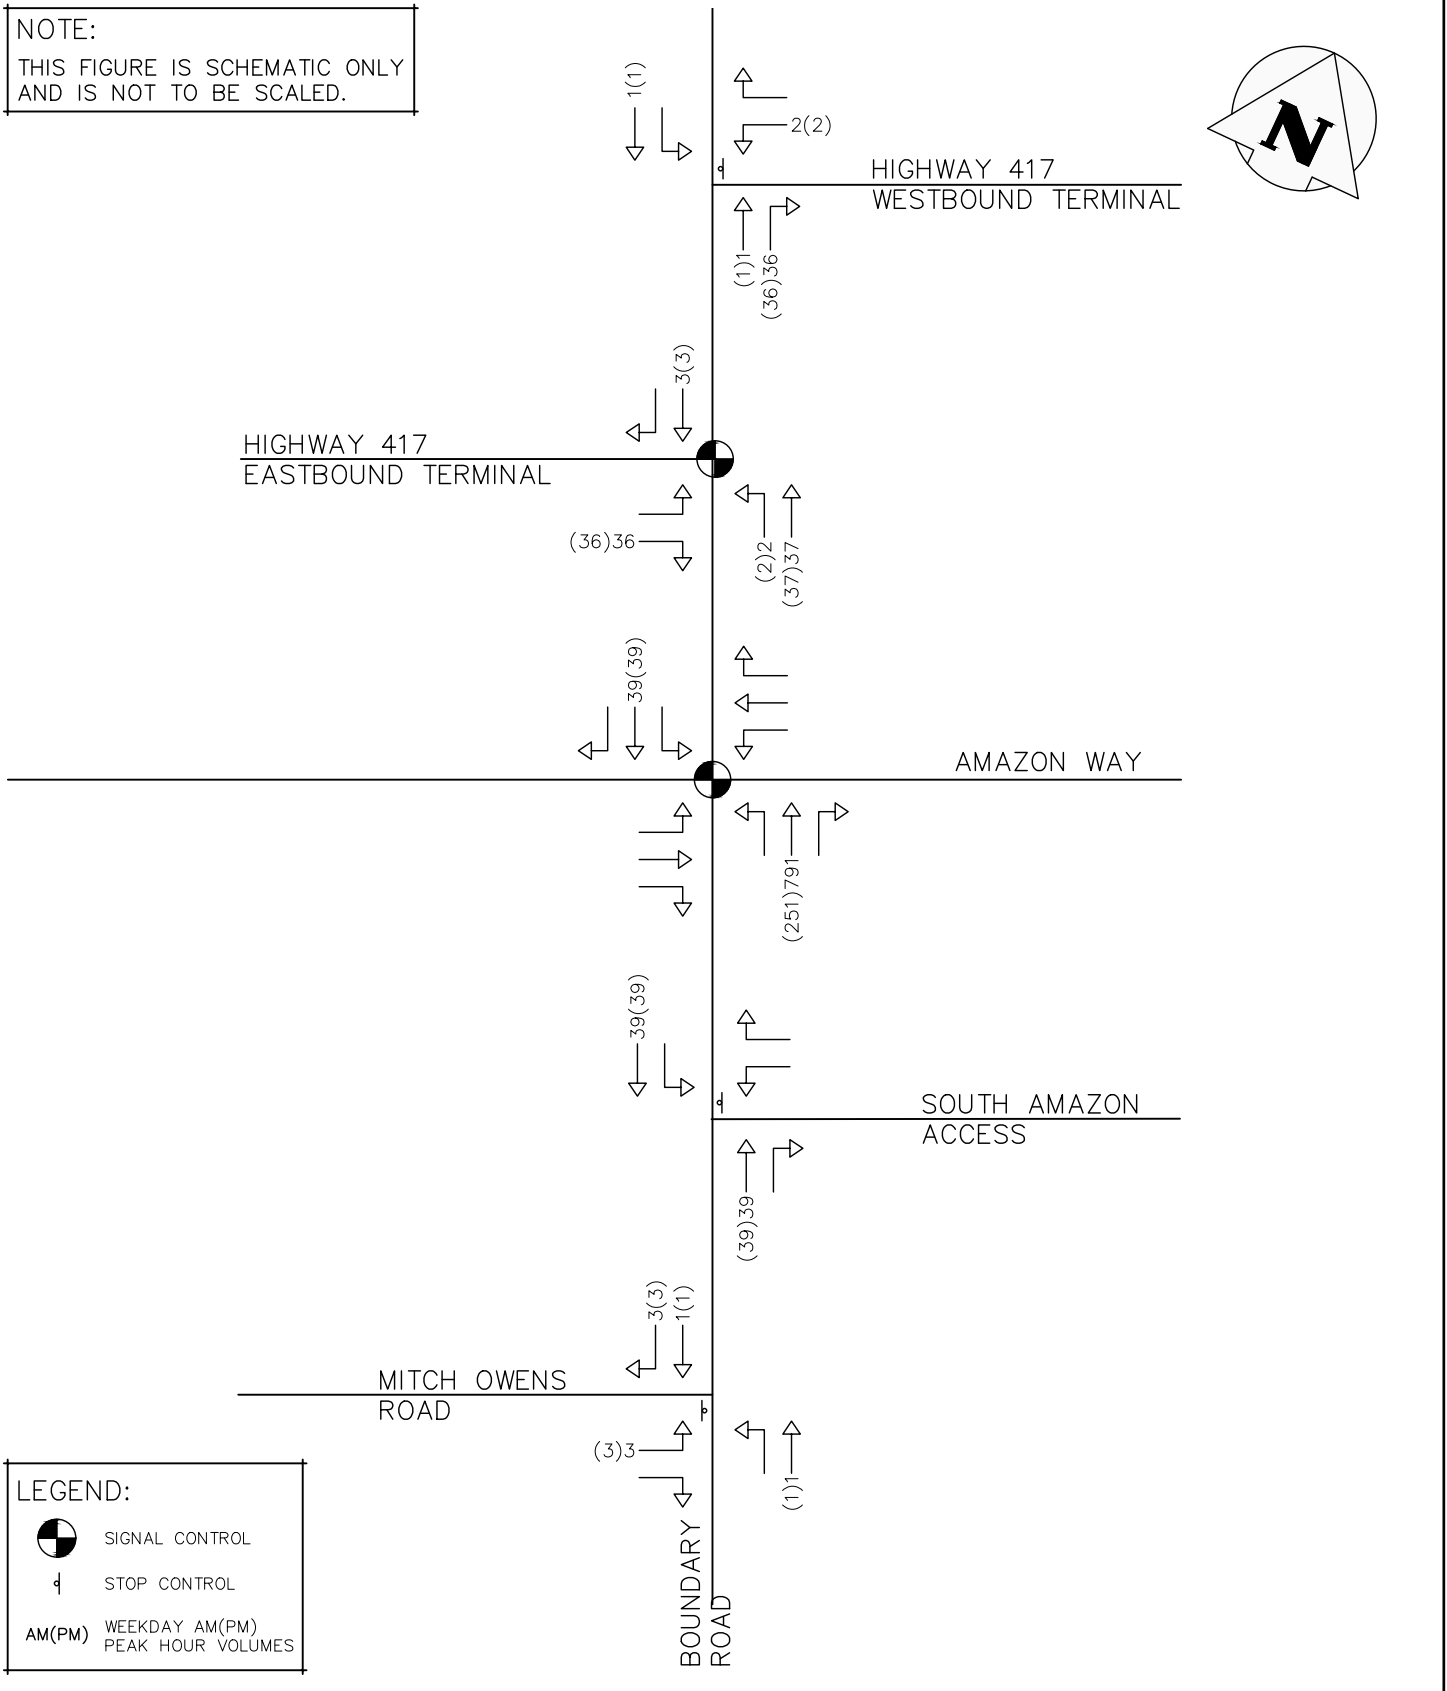 NOTE:
THIS FIGURE IS SCHEMATIC ONLY
AND IS NOT TO BE SCALED.
N
1(1)
2(2)
HIGHWAY 417
WESTBOUND TERMINAL
(1)1
(36)36
3(3)
HIGHWAY 417
EASTBOUND TERMINAL
(36)36
(2)2
(37)37
39(39)
AMAZON WAY
(251)791
39(39)
SOUTH AMAZON
ACCESS
(39)39
3(3)
1(1)
MITCH OWENS
ROAD
(3)3
(1)1
BOUNDARY
ROAD
LEGEND:
SIGNAL CONTROL
STOP CONTROL
AM(PM) WEEKDAY AM(PM)
PEAK HOUR VOLUMES